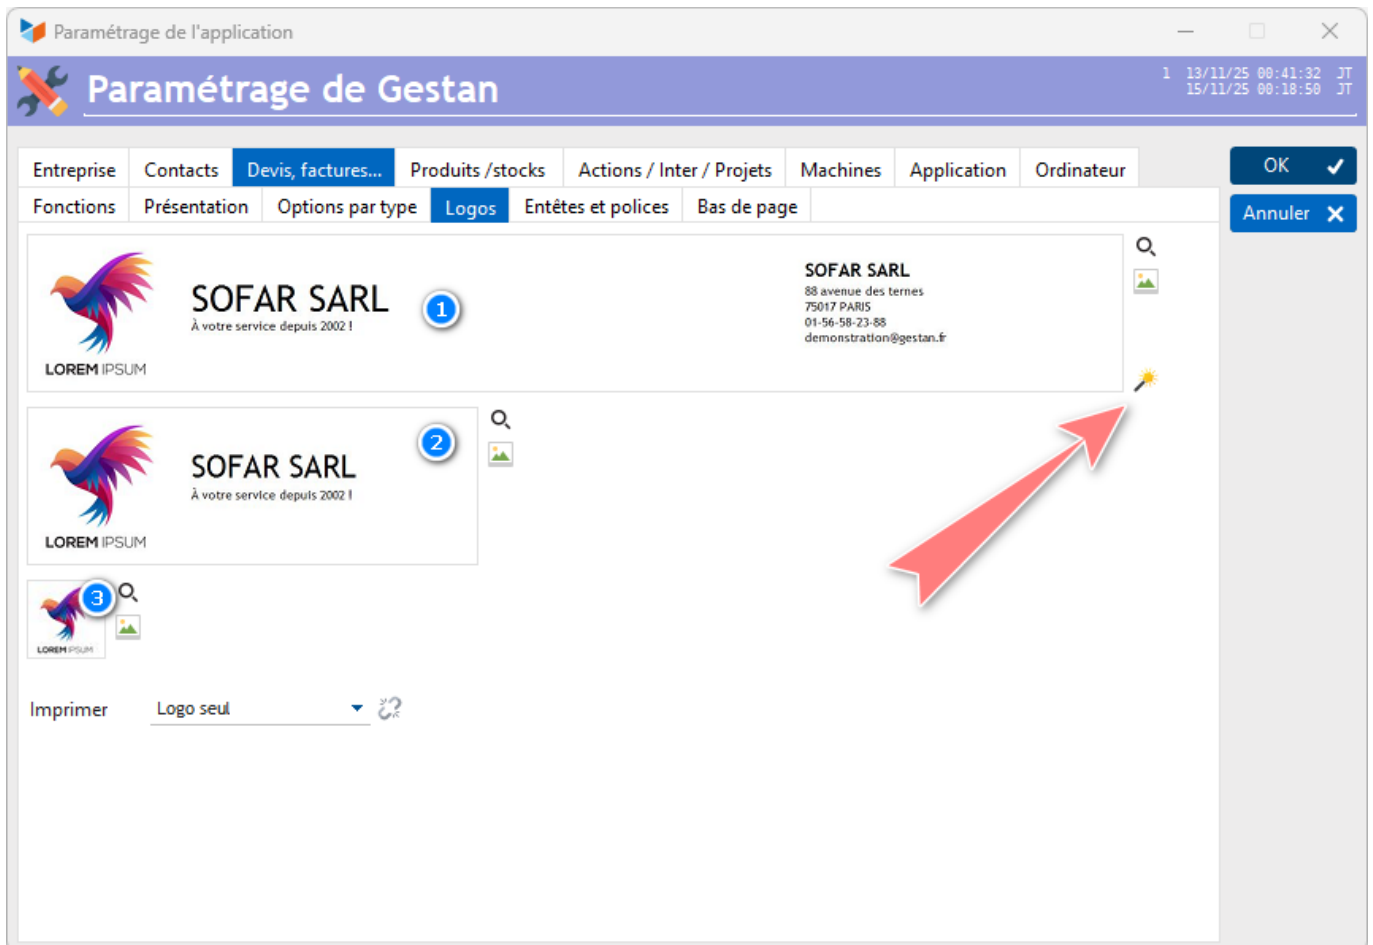 Paramétrage de l'application
Paramétrage de Gestan
1 13/11/25 00:41:32 JT
15/11/25 00:18:50 JT
Entreprise Contacts Devis, factures... Produits /stocks Actions / Inter / Projets Machines Application Ordinateur
OK
Fonctions Présentation Options par type Logos Entêtes et polices Bas de page
Annuler
SOFAR SARL
À votre service depuis 2002 !
LOREM IPSUM
1
SOFAR SARL
88 avenue des ternes
75017 PARIS
01-56-58-23-88
demonstration@gestan.fr
SOFAR SARL
À votre service depuis 2002 !
LOREM IPSUM
2
3
LOREM IPSUM
Imprimer Logo seul